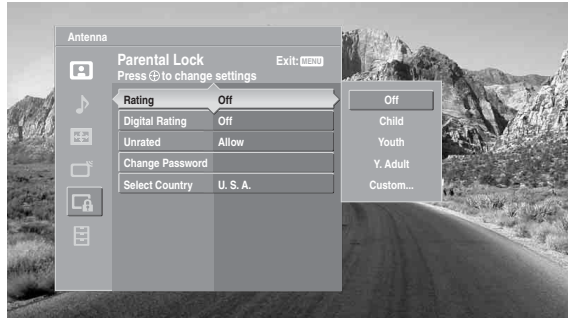 Antenna
Parental Lock Exit: MENU
Press to change settings
Rating Off
Digital Rating Off
Unrated Allow
Change Password
Select Country U. S. A.
Off
Child
Youth
Y. Adult
Custom...